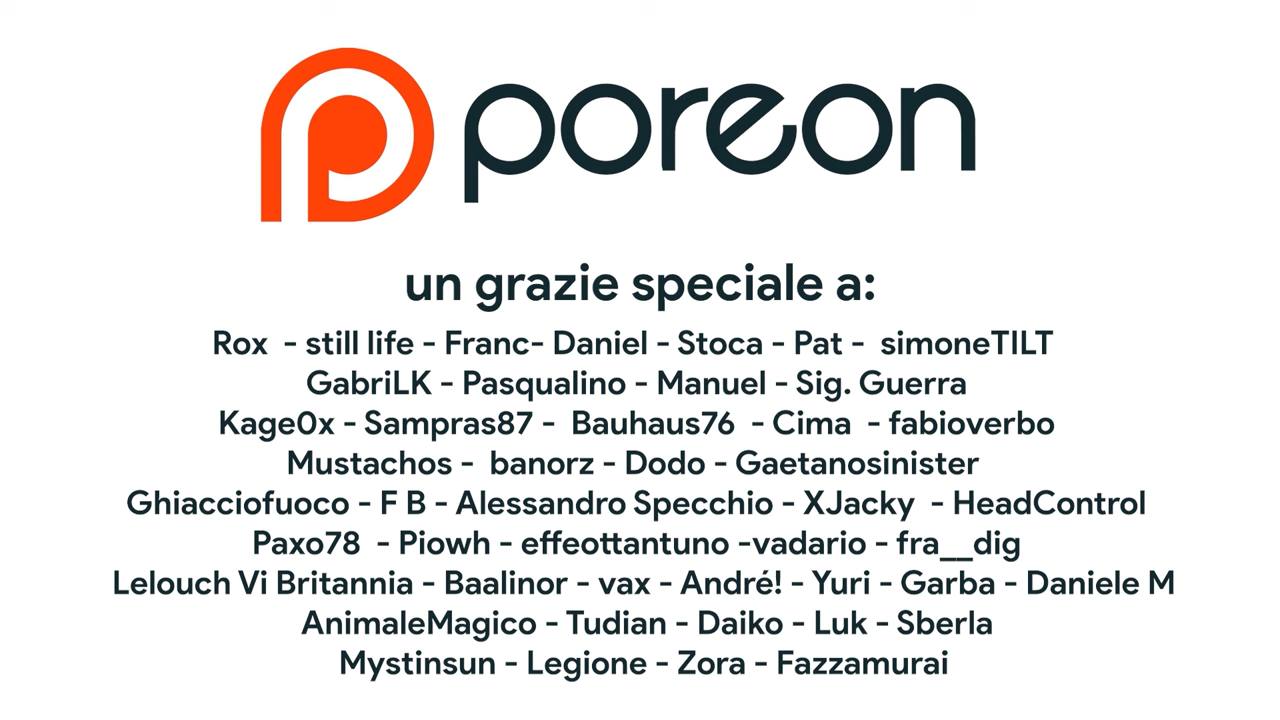 poreon
un grazie speciale a:
Rox - still life - Franc- Daniel - Stoca - Pat - simoneTILT
GabriLK - Pasqualino - Manuel - Sig. Guerra
Kage0x - Sampras87 - Bauhaus76 - Cima - fabioverbo
Mustachos - banorz - Dodo - Gaetanosinister
Ghiacciofuoco - F B - Alessandro Specchio - XJacky - HeadControl
Paxo78 - Piowh - effeottantuno -vadario - fra__dig
Lelouch Vi Britannia - Baalinor - vax - André! - Yuri - Garba - Daniele M
AnimaleMagico - Tudian - Daiko - Luk - Sberla
Mystinsun - Legione - Zora - Fazzamurai